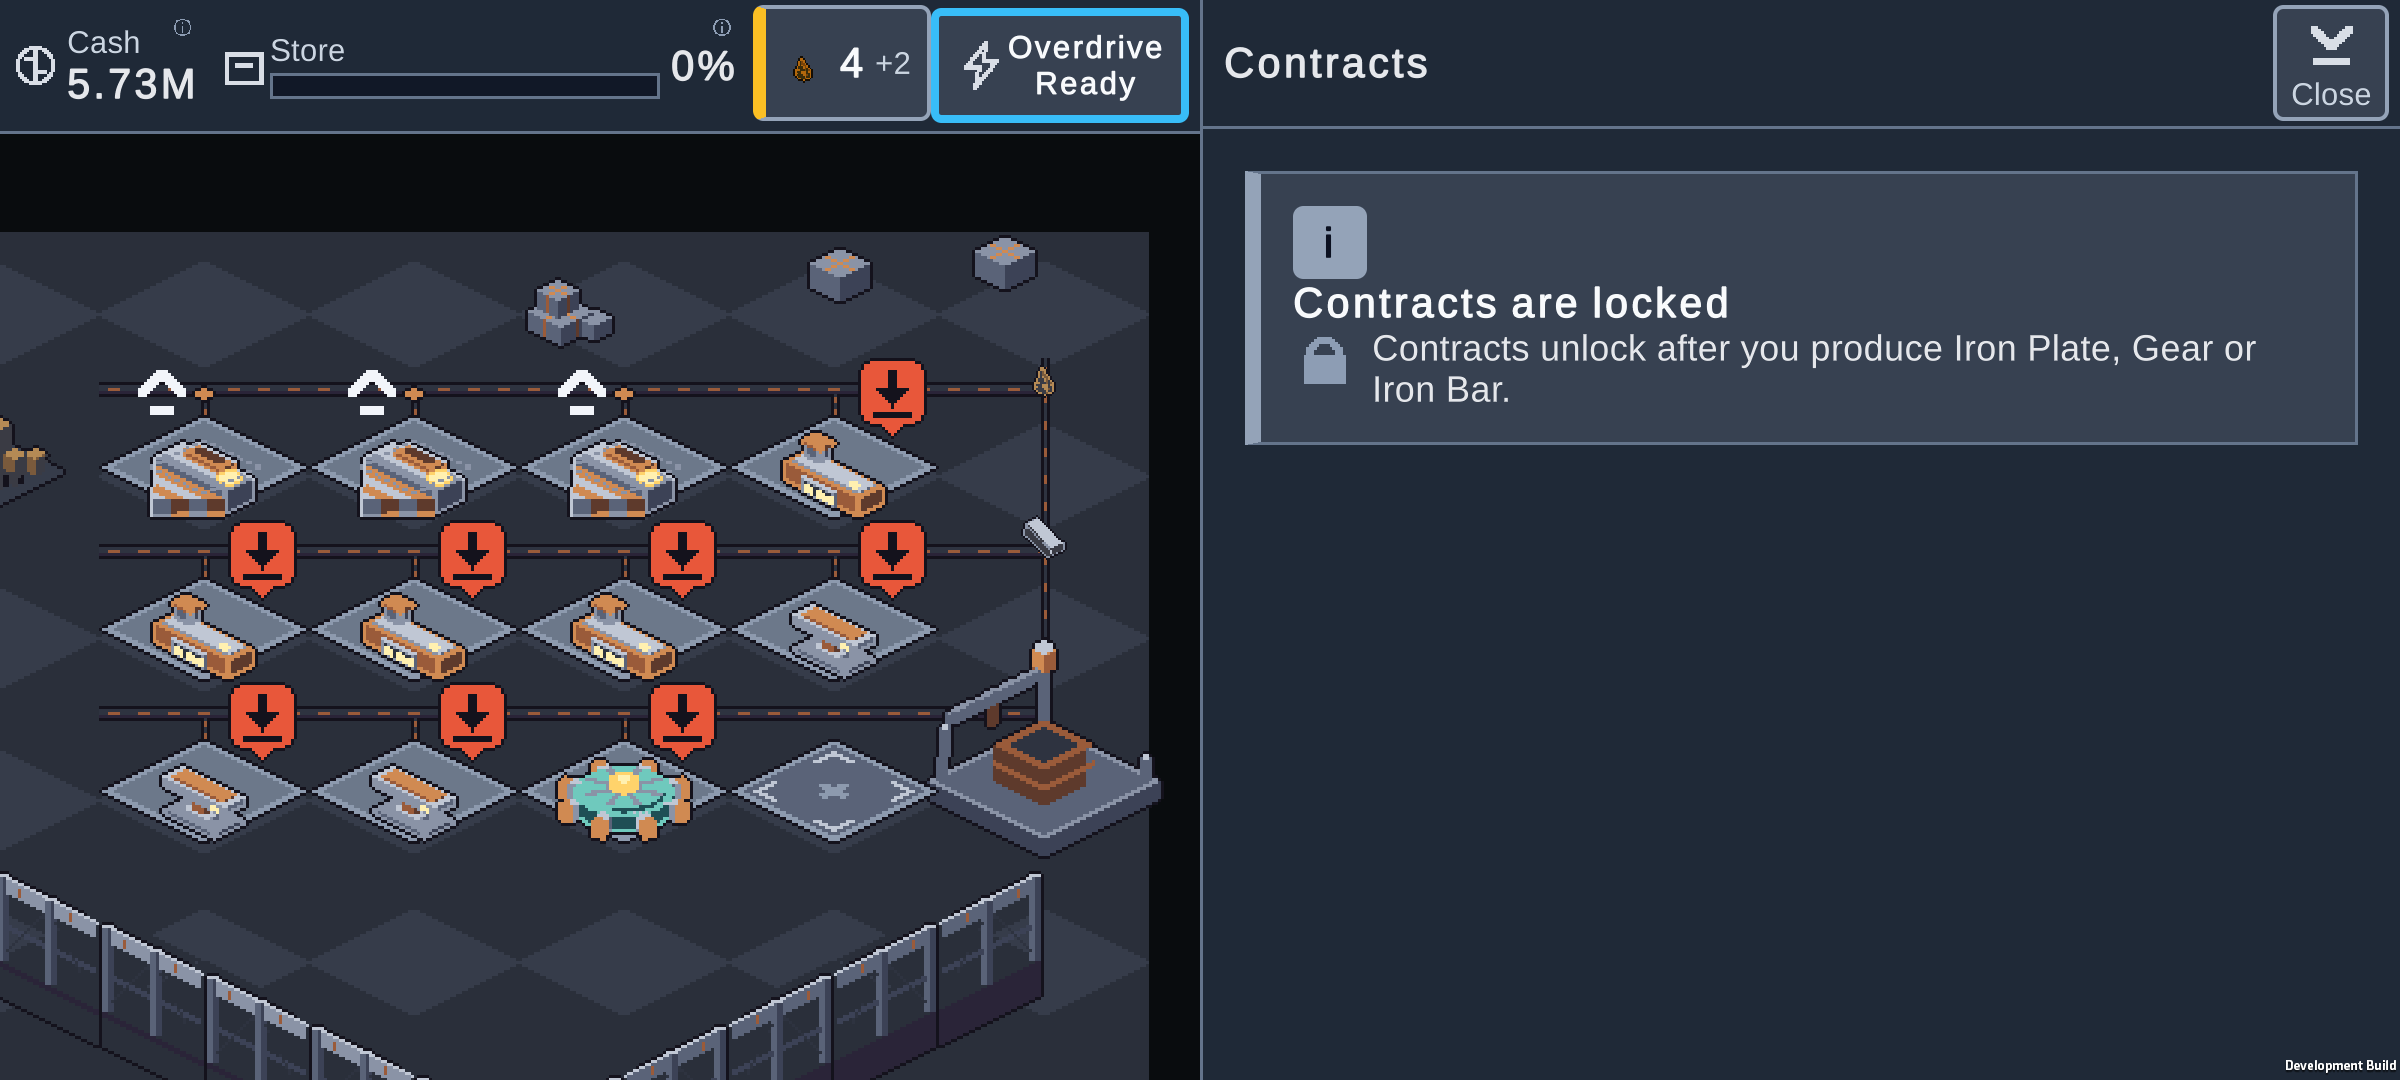 Cash
5.73M
Store
0%
4 +2
Overdrive
Ready
Contracts
Close
i
Contracts are locked
Contracts unlock after you produce Iron Plate, Gear or
Iron Bar.
Development Build